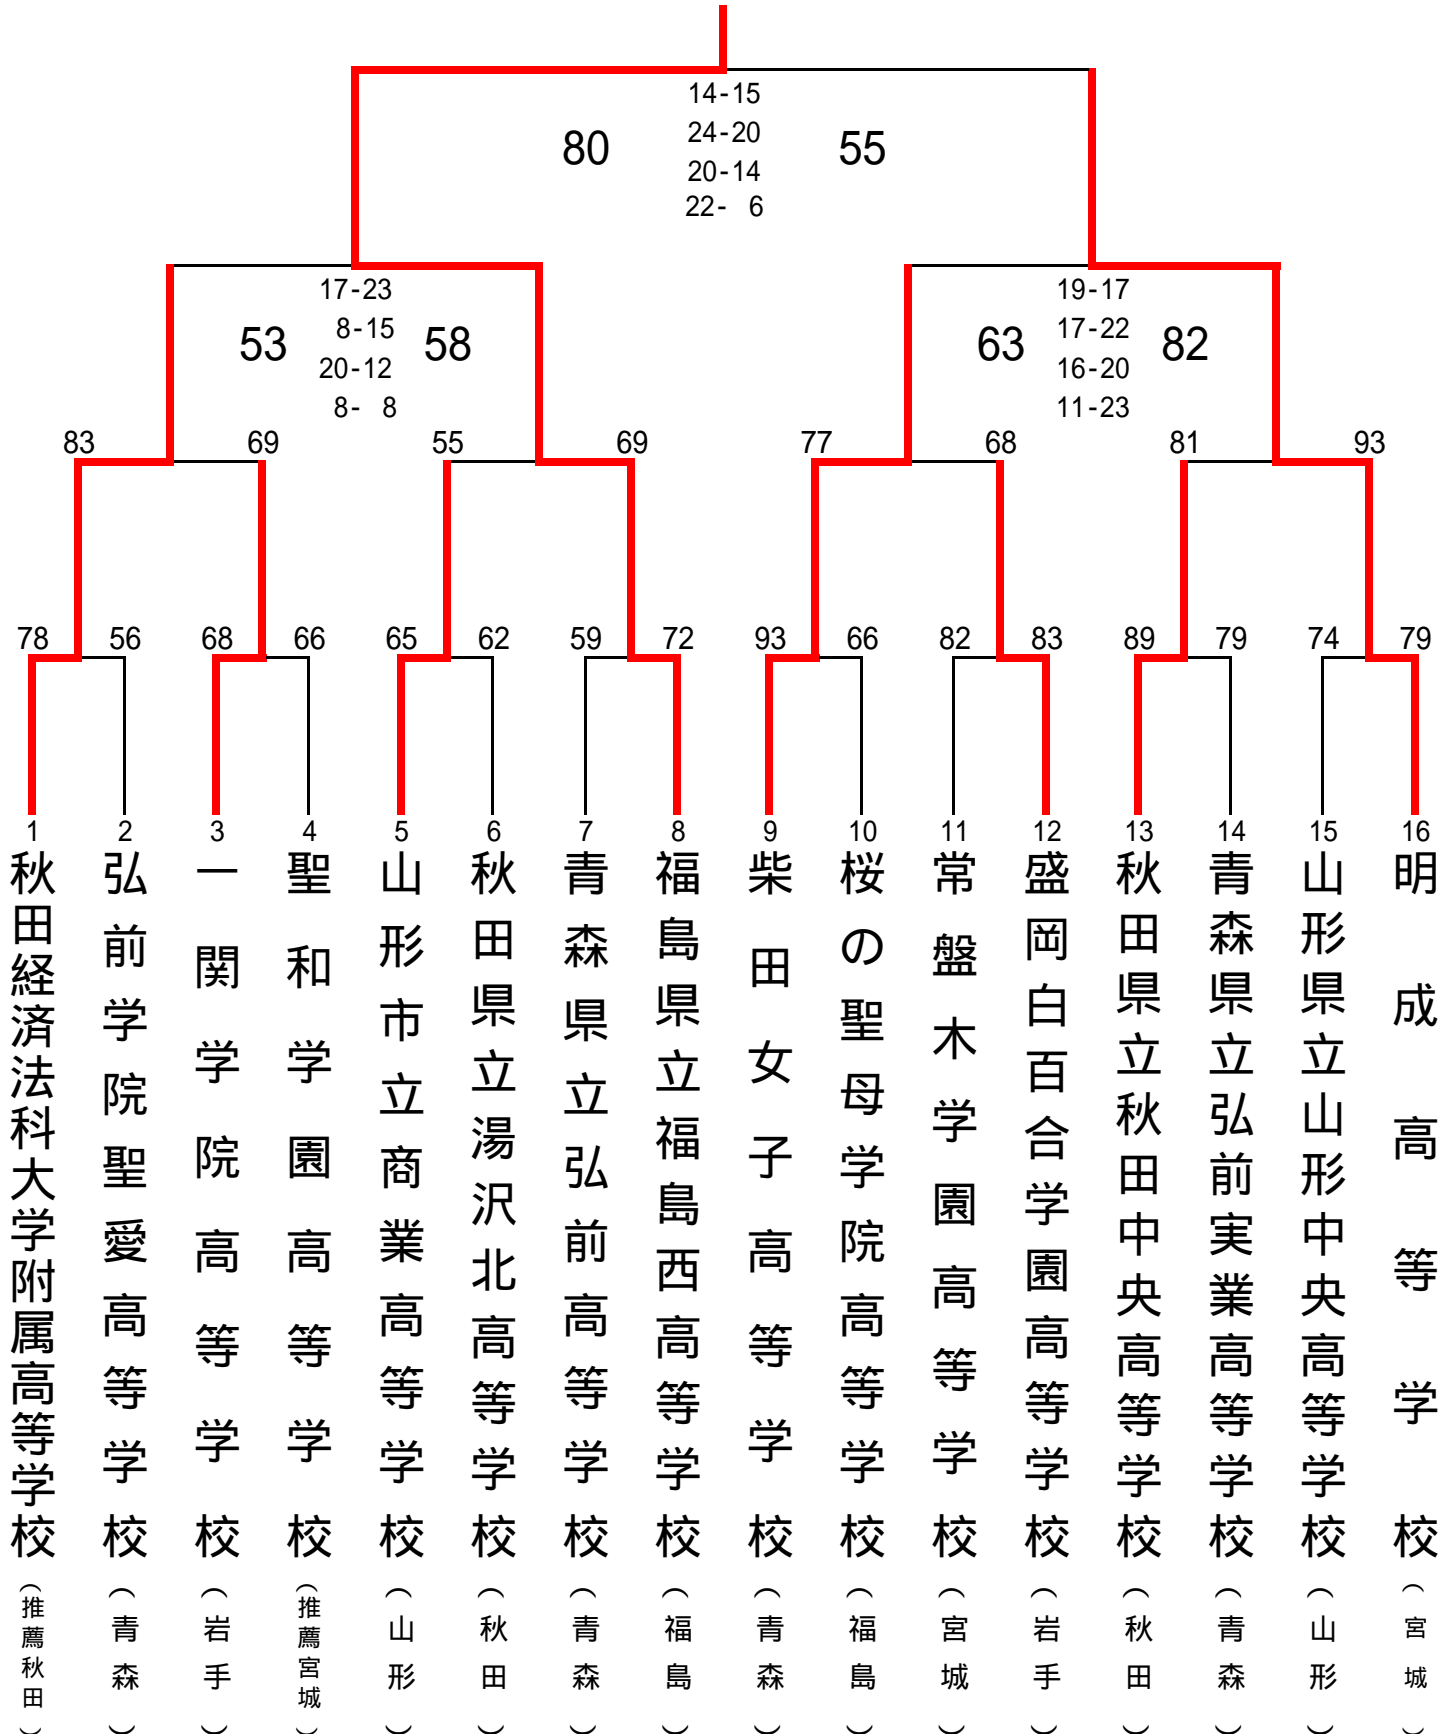 14-15
80 24-20 55
20-14
22- 6
17-23 19-17
53 8-15 58 63 17-22 82
20-12 16-20
8- 8 11-23
83 69 55 69 77 68 81 93
78 56 68 66 65 62 59 72 93 66 82 83 89 79 74 79
1 2 3 4 5 6 7 8 9 10 11 12 13 14 15 16
秋田経済法科大学附属高等学校（推薦秋田）
弘前学院聖愛高等学校（青森）
一関学院高等学校（岩手）
聖和学園高等学校（推薦宮城）
山形市立商業高等学校（山形）
秋田県立湯沢北高等学校（秋田）
青森県立弘前高等学校（青森）
福島県立福島西高等学校（福島）
柴田女子高等学校（青森）
桜の聖母学院高等学校（福島）
常盤木学園高等学校（宮城）
盛岡白百合学園高等学校（岩手）
秋田県立秋田中央高等学校（秋田）
青森県立弘前実業高等学校（青森）
山形県立山形中央高等学校（山形）
明成高等学校（宮城）